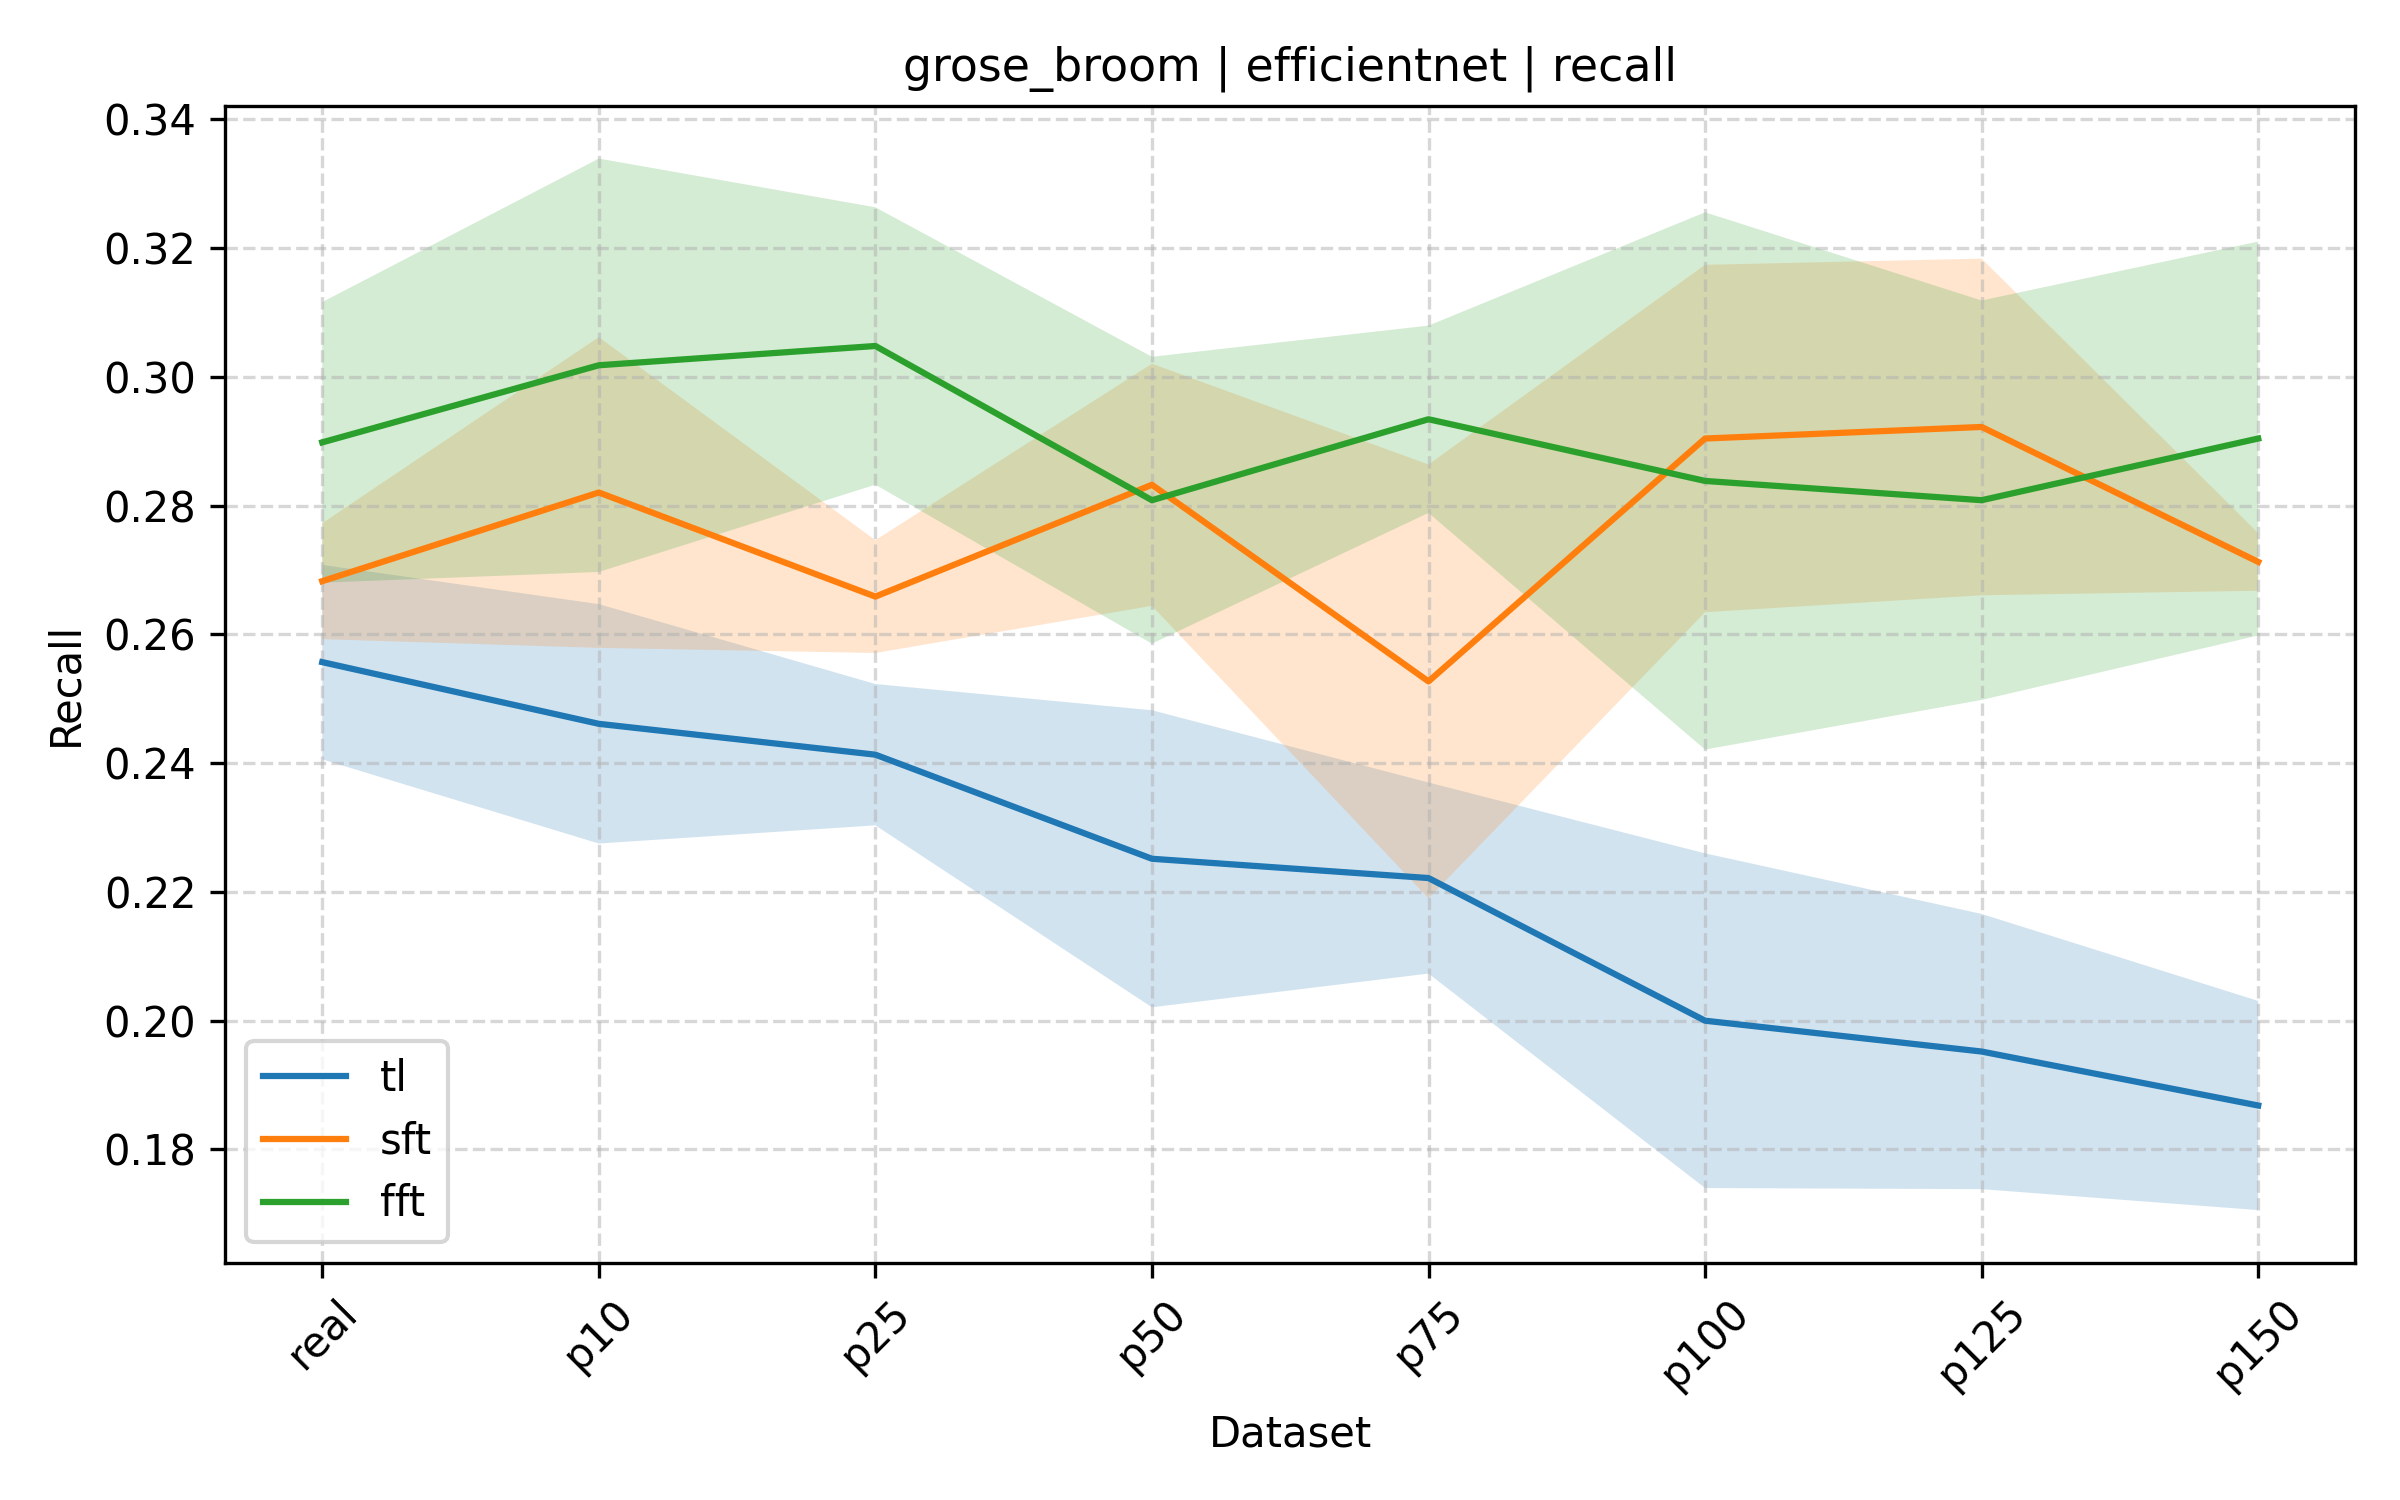 grose_broom | efficientnet | recall
0.34
0.32
0.30
0.28
0.26
0.24
0.22
0.20
0.18
Recall
tl
sft
fft
real
p10
p25
p50
p75
p100
p125
p150
Dataset